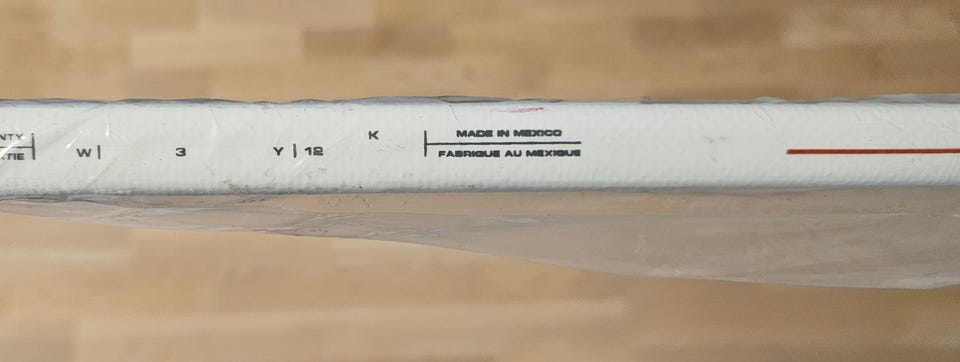 NTY
TIE
W| 3 Y|12 K
MADE IN MEXICO
FABRIQUE AU MEXIQUE